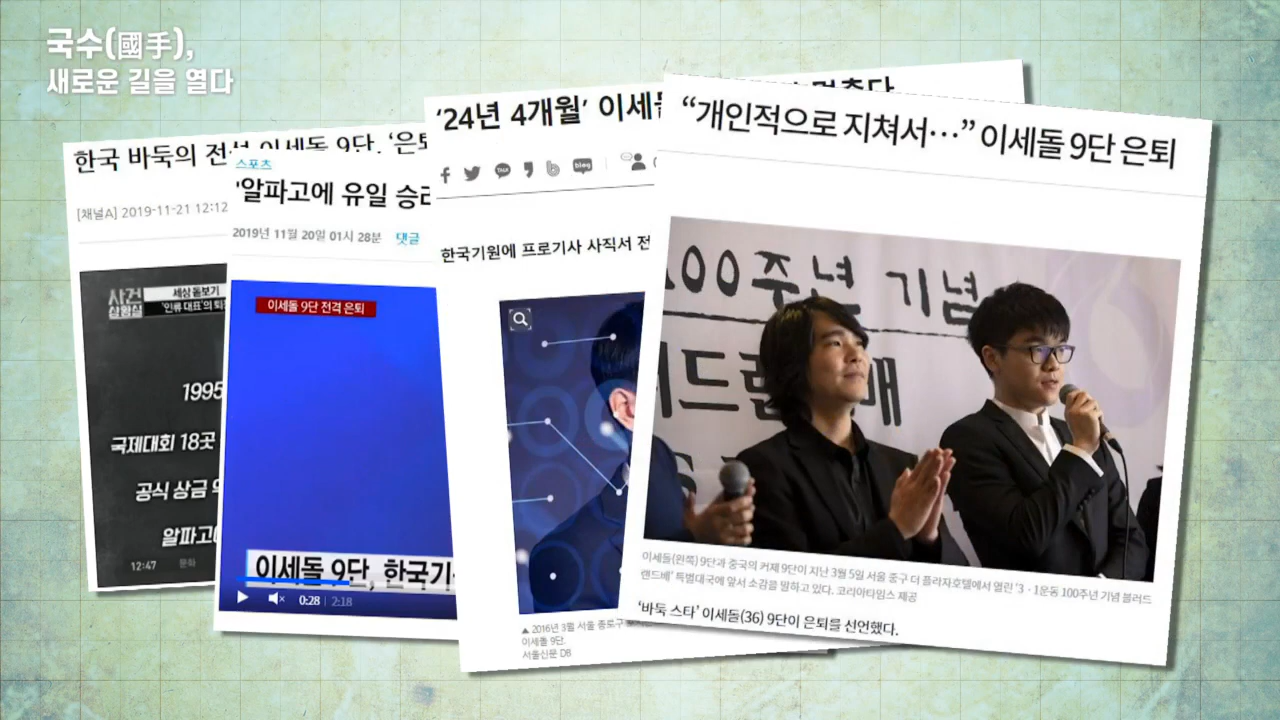 국수(國手),
새로운 길을 열다
한국 바둑의 전설 이세돌 9단, ‘은퇴
[채널A] 2019-11-21 12:12
사건
상황실
세상 돋보기
'인류 대표'의 퇴
1995
국제대회 18곳
공식 상금
알파고
12:47
문화
스포츠
'알파고에 유일 승리
2019년 11월 20일 01시 28분 댓글
이세돌 9단 전격 은퇴
이세돌 9단, 한국기
0:28 | 2:18
‘24년 4개월’ 이세돌
멈춘다
TALK
blog
한국기원에 프로기사 사직서 전
▲ 2016년 3월 서울 종로구
이세돌 9단.
서울신문 DB
“개인적으로 지쳐서…” 이세돌 9단 은퇴
100주년 기념
배
이세돌(왼쪽) 9단과 중국의 커제 9단이 지난 3월 5일 서울 중구 더 플라자호텔에서 열린 ‘3·1운동 100주년 기념 블러드
랜드배’ 특별대국에 앞서 소감을 말하고 있다. 코리아타임스 제공
‘바둑 스타’ 이세돌(36) 9단이 은퇴를 선언했다.